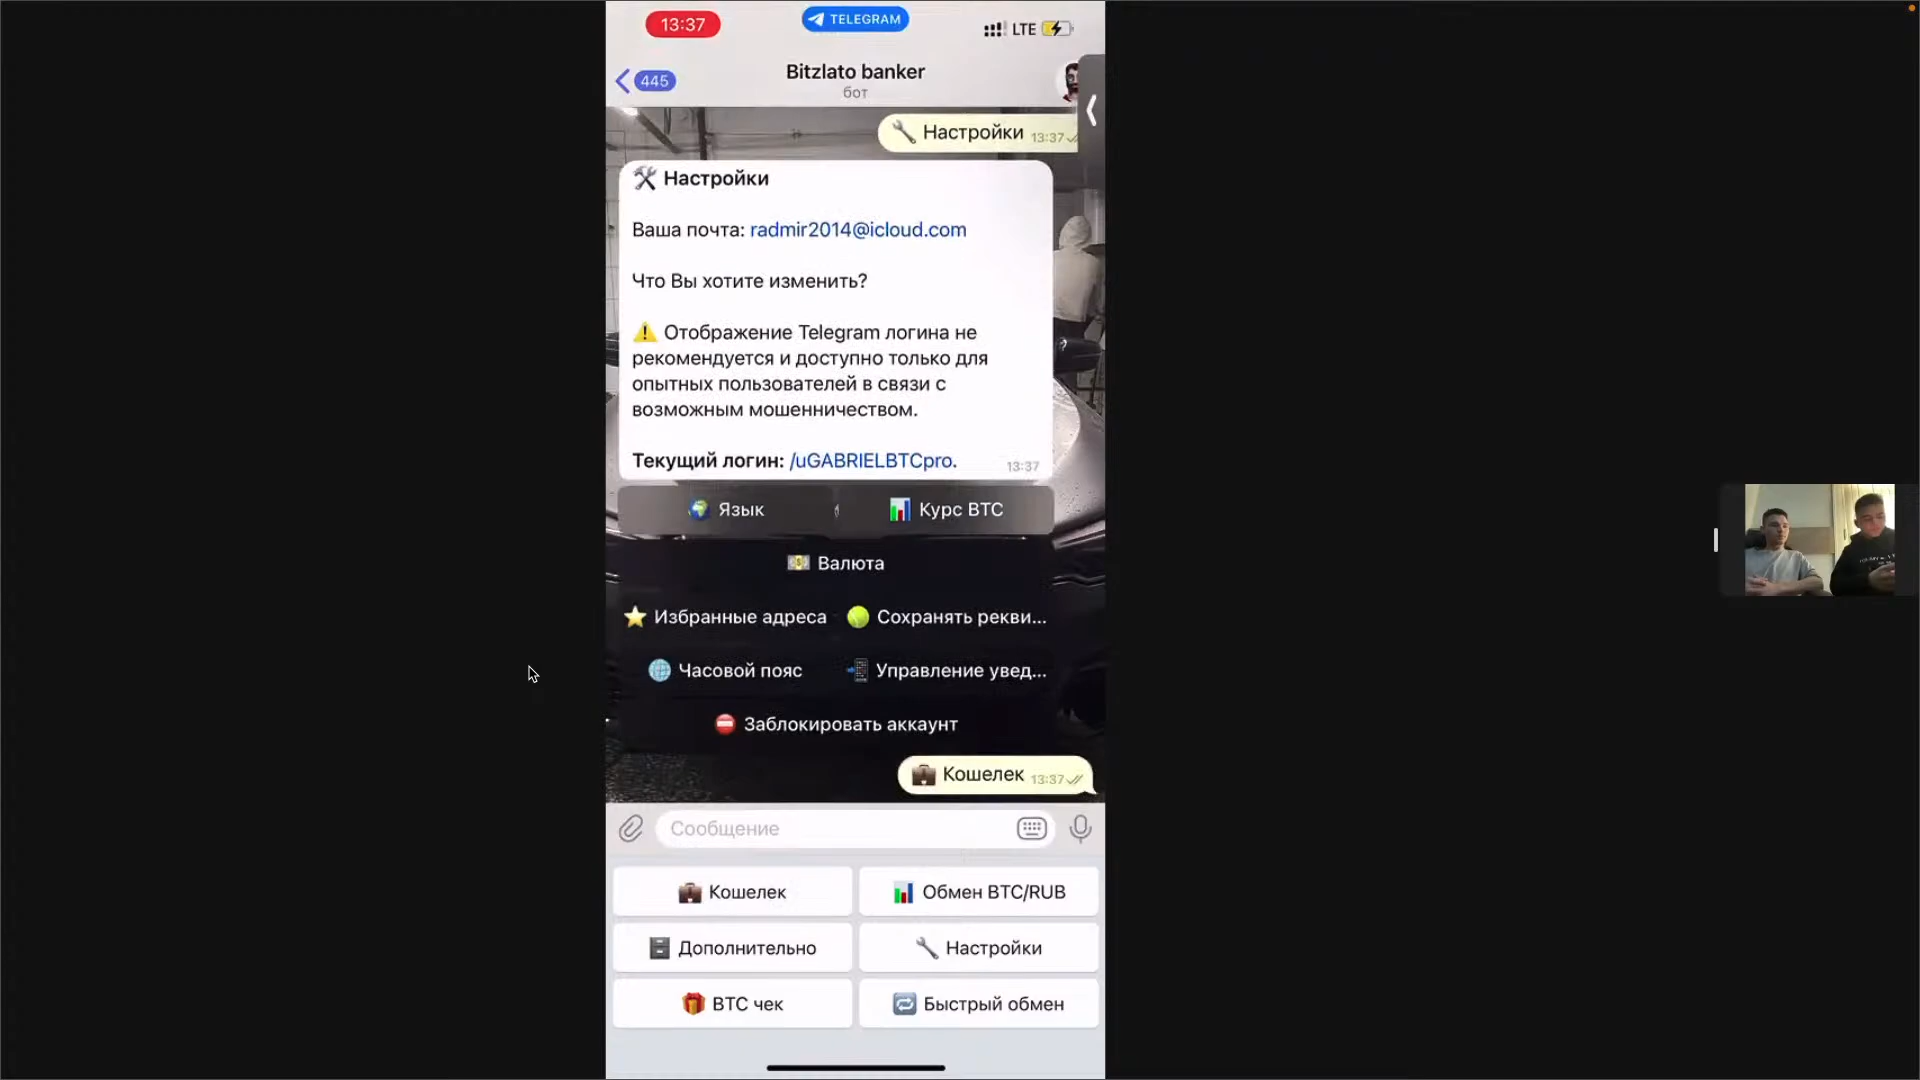 13:37
TELEGRAM
LTE
445
Bitzlato banker
бот
Настройки 13:37
Настройки
Ваша почта: radmir2014@icloud.com
Что Вы хотите изменить?
Отображение Telegram логина не
рекомендуется и доступно только для
опытных пользователей в связи с
возможным мошенничеством.
Текущий логин: /uGABRIELBTCpro.
13:37
Язык
Курс BTC
Валюта
Избранные адреса
Сохранять рекви...
Часовой пояс
Управление увед...
Заблокировать аккаунт
Кошелек 13:37
Сообщение
Кошелек
Обмен BTC/RUB
Дополнительно
Настройки
BTC чек
Быстрый обмен